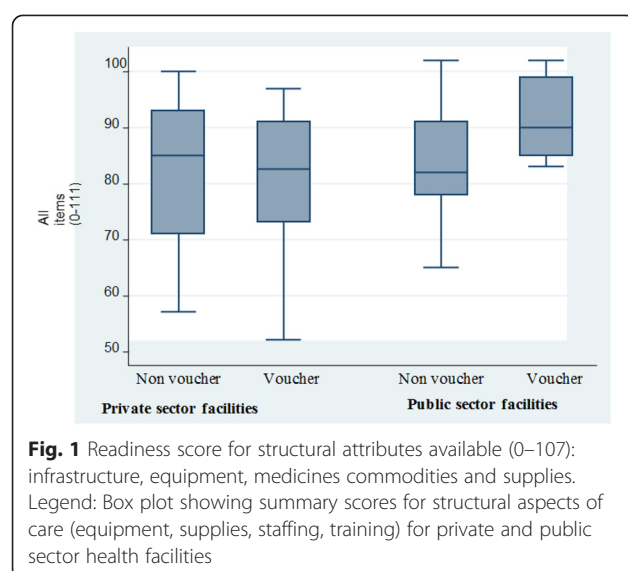 100
90
80
70
60
50
All
items
(0-111)
Non voucher Voucher Non voucher Voucher
Private sector facilities Public sector facilities
Fig. 1 Readiness score for structural attributes available (0–107):
infrastructure, equipment, medicines commodities and supplies.
Legend: Box plot showing summary scores for structural aspects of
care (equipment, supplies, staffing, training) for private and public
sector health facilities